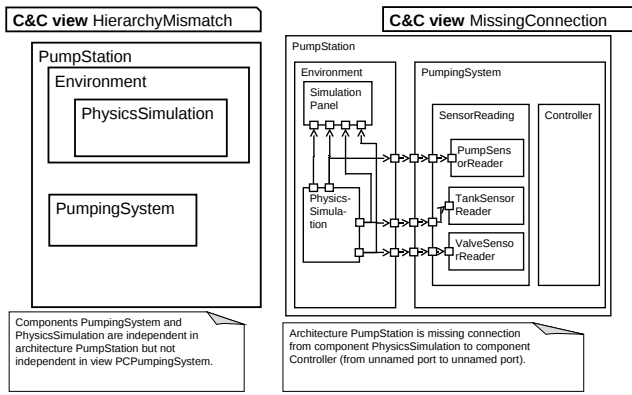 C&C view HierarchyMismatch
PumpStation
Environment
PhysicsSimulation
PumpingSystem
Components PumpingSystem and
PhysicsSimulation are independent in
architecture PumpStation but not
independent in view PCPumpingSystem.
C&C view MissingConnection
PumpStation
Environment
Simulation
Panel
Physics-
Simula-
tion
PumpingSystem
SensorReading
PumpSens
orReader
TankSensor
Reader
ValveSenso
rReader
Controller
Architecture PumpStation is missing connection
from component PhysicsSimulation to component
Controller (from unnamed port to unnamed port).